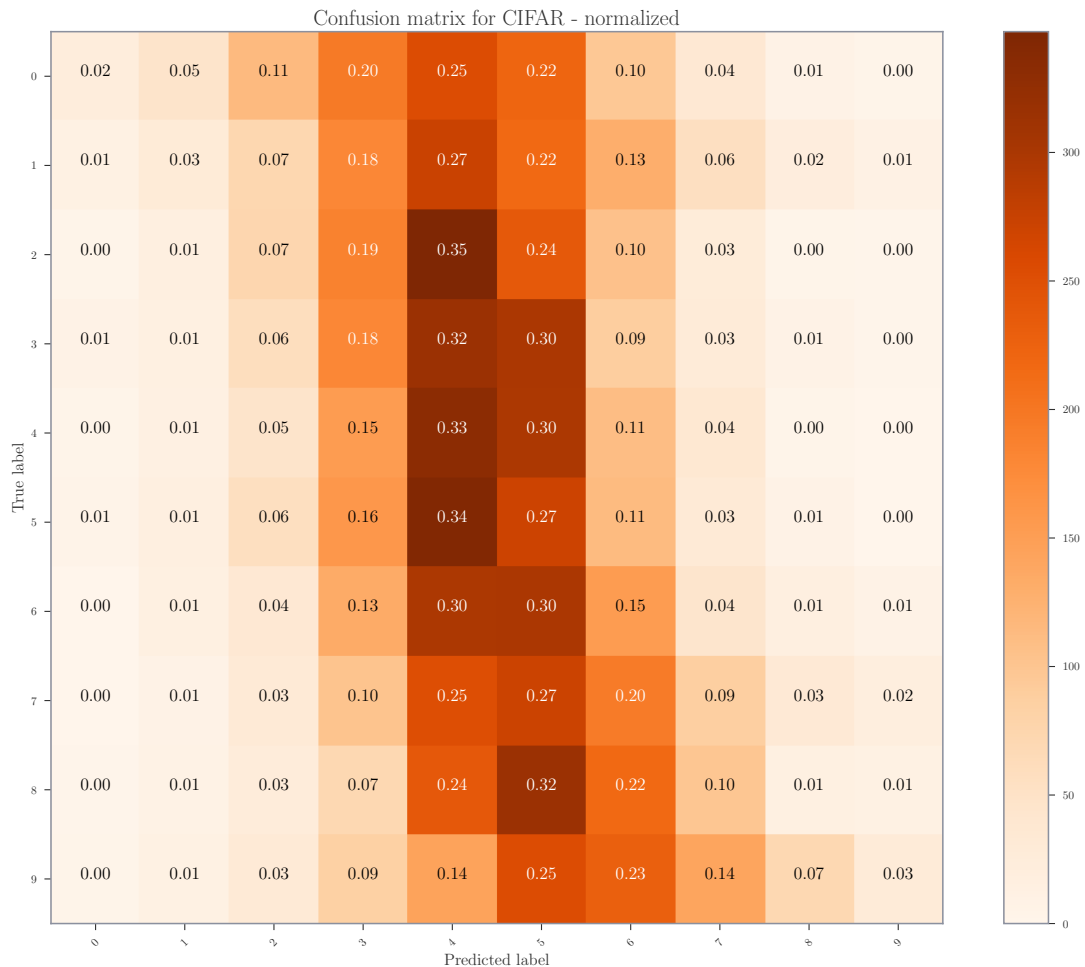 Confusion matrix for CIFAR - normalized
0 0.02 0.05 0.11 0.20 0.25 0.22 0.10 0.04 0.01 0.00
1 0.01 0.03 0.07 0.18 0.27 0.22 0.13 0.06 0.02 0.01
2 0.00 0.01 0.07 0.19 0.35 0.24 0.10 0.03 0.00 0.00
3 0.01 0.01 0.06 0.18 0.32 0.30 0.09 0.03 0.01 0.00
4 0.00 0.01 0.05 0.15 0.33 0.30 0.11 0.04 0.00 0.00
5 0.01 0.01 0.06 0.16 0.34 0.27 0.11 0.03 0.01 0.00
6 0.00 0.01 0.04 0.13 0.30 0.30 0.15 0.04 0.01 0.01
7 0.00 0.01 0.03 0.10 0.25 0.27 0.20 0.09 0.03 0.02
8 0.00 0.01 0.03 0.07 0.24 0.32 0.22 0.10 0.01 0.01
9 0.00 0.01 0.03 0.09 0.14 0.25 0.23 0.14 0.07 0.03
0 1 2 3 4 5 6 7 8 9
True label
Predicted label
300
250
200
150
100
50
0